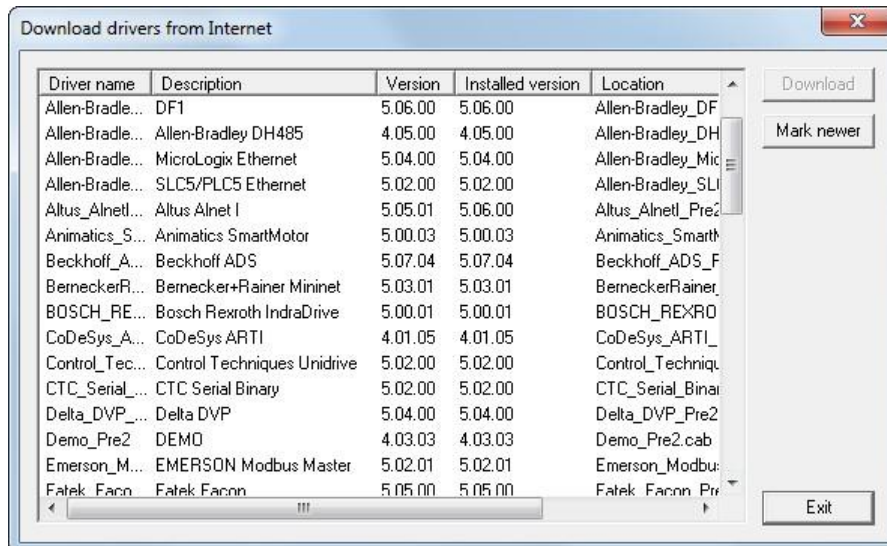 Download drivers from Internet
Driver name Description Version Installed version Location
Allen-Bradle... DF1 5.06.00 5.06.00 Allen-Bradley_DF
Allen-Bradle... Allen-Bradley DH485 4.05.00 4.05.00 Allen-Bradley_DH
Allen-Bradle... MicroLogix Ethernet 5.04.00 5.04.00 Allen-Bradley_Mic
Allen-Bradle... SLC5/PLC5 Ethernet 5.02.00 5.02.00 Allen-Bradley_SL
Altus_Alnetl... Altus Alnet I 5.05.01 5.06.00 Altus_Alnetl_Pre2
Animatics_S... Animatics SmartMotor 5.00.03 5.00.03 Animatics_Smart
Beckhoff_A... Beckhoff ADS 5.07.04 5.07.04 Beckhoff_ADS_F
BerneckerR... Bernecker+Rainer Mininet 5.03.01 5.03.01 BerneckerRainer_
BOSCH_RE... Bosch Rexroth IndraDrive 5.00.01 5.00.01 BOSCH_REXRO
CoDeSys_A... CoDeSys ARTI 4.01.05 4.01.05 CoDeSys_ARTI_
Control_Tec... Control Techniques Unidrive 5.02.00 5.02.00 Control_Techniqu
CTC_Serial_... CTC Serial Binary 5.02.00 5.02.00 CTC_Serial_Binar
Delta_DVP_... Delta DVP 5.04.00 5.04.00 Delta_DVP_Pre2
Demo_Pre2 DEMO 4.03.03 4.03.03 Demo_Pre2.cab
Emerson_M... EMERSON Modbus Master 5.02.01 5.02.01 Emerson_Modbu
Fatek_Faco... Fatek Facon 5.05.00 5.05.00 Fatek_Facon_Pre
Download
Mark newer
Exit